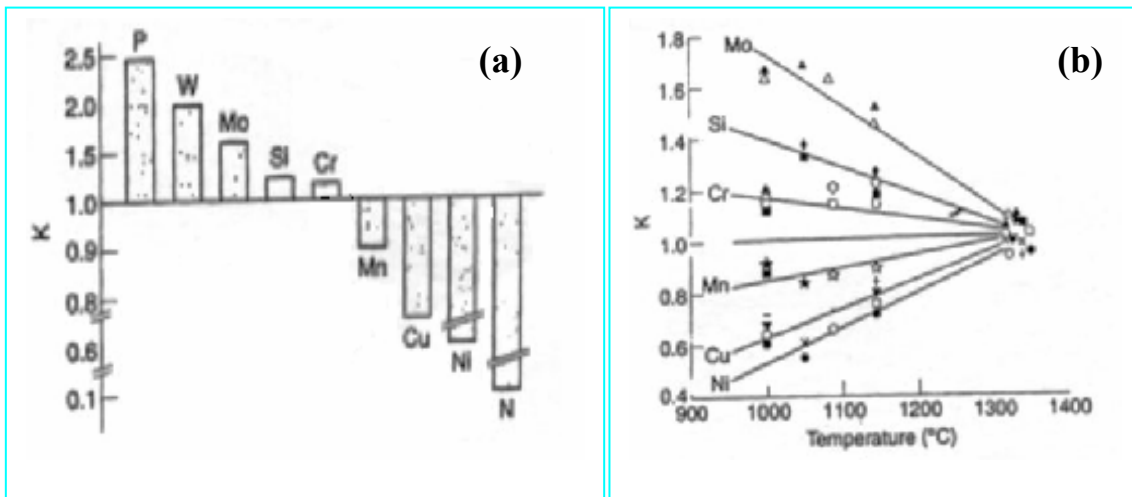 (a)
P
2.5
W
2.0
Mo
1.5
Si
Cr
1.0
K
0.9
Mn
0.8
Cu
Ni
0.6
N
0.1
(b)
1.8
Mo
1.6
Si
1.4
Cr
1.2
K
1.0
Mn
0.8
Cu
0.6
Ni
0.4
900 1000 1100 1200 1300 1400
Temperature (°C)